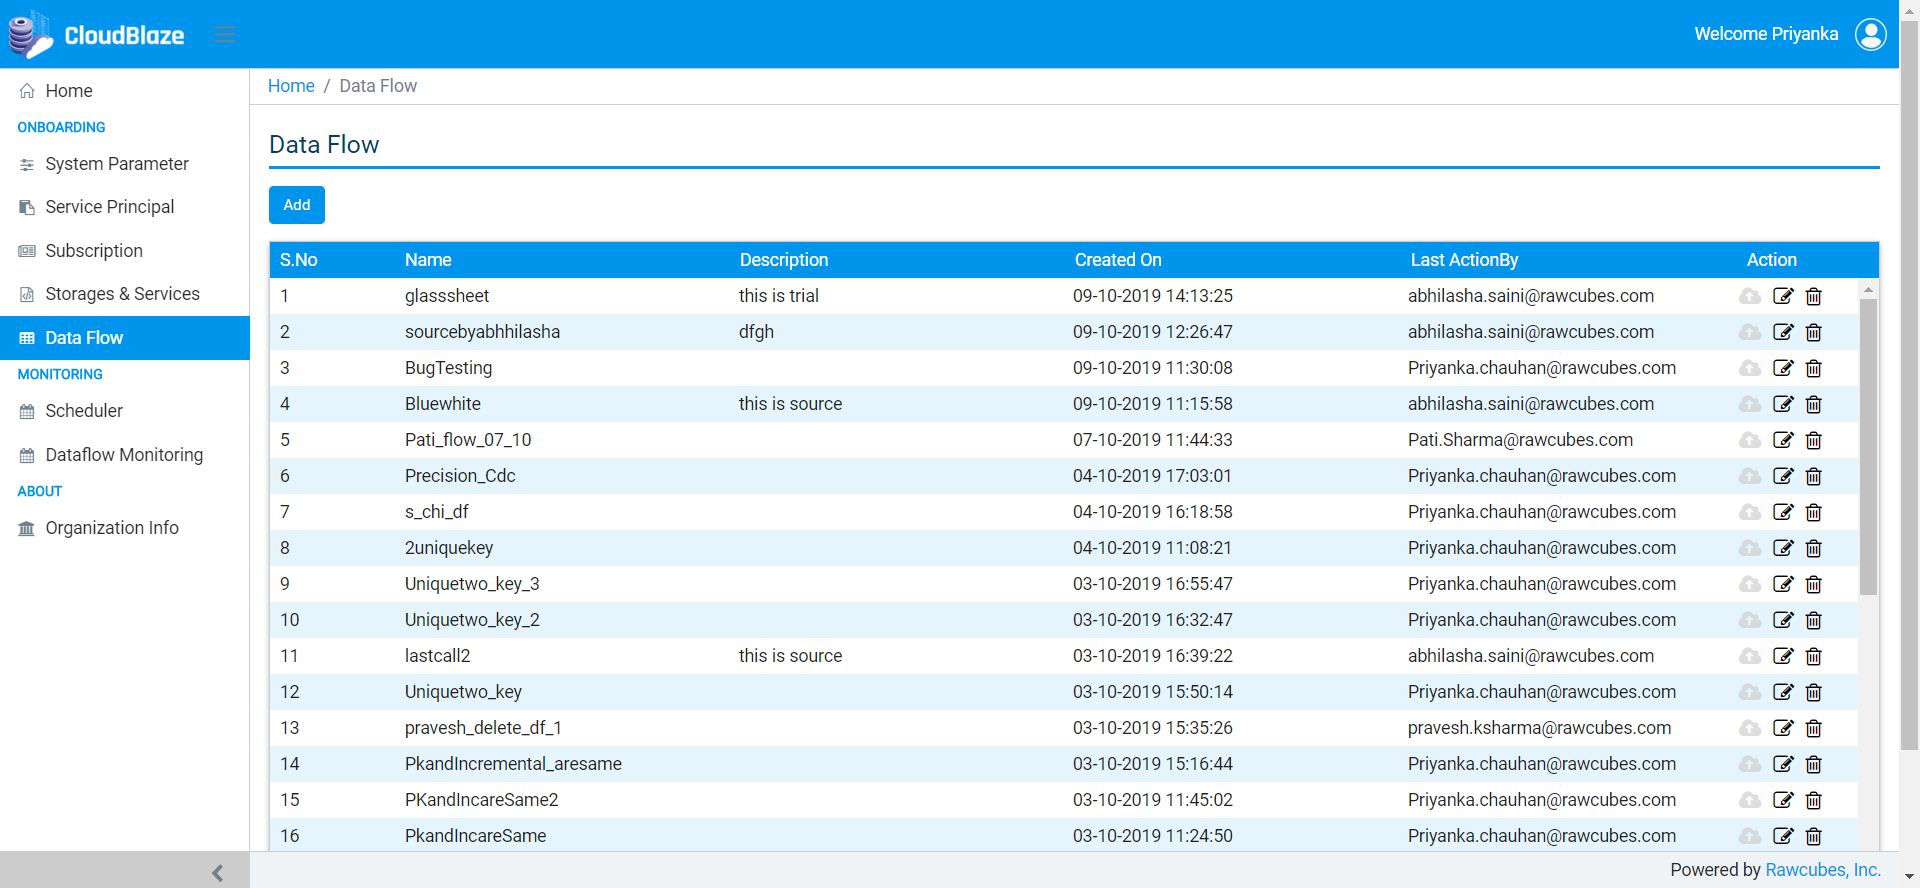 CloudBlaze
Welcome Priyanka
Home
ONBOARDING
System Parameter
Service Principal
Subscription
Storages & Services
Data Flow
MONITORING
Scheduler
Dataflow Monitoring
ABOUT
Organization Info
Home / Data Flow
Data Flow
Add
S.No Name Description Created On Last ActionBy Action
1 glasssheet this is trial 09-10-2019 14:13:25 abhilasha.saini@rawcubes.com
2 sourcebyabhhilasha dfgh 09-10-2019 12:26:47 abhilasha.saini@rawcubes.com
3 BugTesting 09-10-2019 11:30:08 Priyanka.chauhan@rawcubes.com
4 Bluewhite this is source 09-10-2019 11:15:58 abhilasha.saini@rawcubes.com
5 Pati_flow_07_10 07-10-2019 11:44:33 Pati.Sharma@rawcubes.com
6 Precision_Cdc 04-10-2019 17:03:01 Priyanka.chauhan@rawcubes.com
7 s_chi_df 04-10-2019 16:18:58 Priyanka.chauhan@rawcubes.com
8 2uniquekey 04-10-2019 11:08:21 Priyanka.chauhan@rawcubes.com
9 Uniquetwo_key_3 03-10-2019 16:55:47 Priyanka.chauhan@rawcubes.com
10 Uniquetwo_key_2 03-10-2019 16:32:47 Priyanka.chauhan@rawcubes.com
11 lastcall2 this is source 03-10-2019 16:39:22 abhilasha.saini@rawcubes.com
12 Uniquetwo_key 03-10-2019 15:50:14 Priyanka.chauhan@rawcubes.com
13 pravesh_delete_df_1 03-10-2019 15:35:26 pravesh.ksharma@rawcubes.com
14 PkandIncremental_aresame 03-10-2019 15:16:44 Priyanka.chauhan@rawcubes.com
15 PKandIncareSame2 03-10-2019 11:45:02 Priyanka.chauhan@rawcubes.com
16 PkandIncareSame 03-10-2019 11:24:50 Priyanka.chauhan@rawcubes.com
Powered by Rawcubes, Inc.